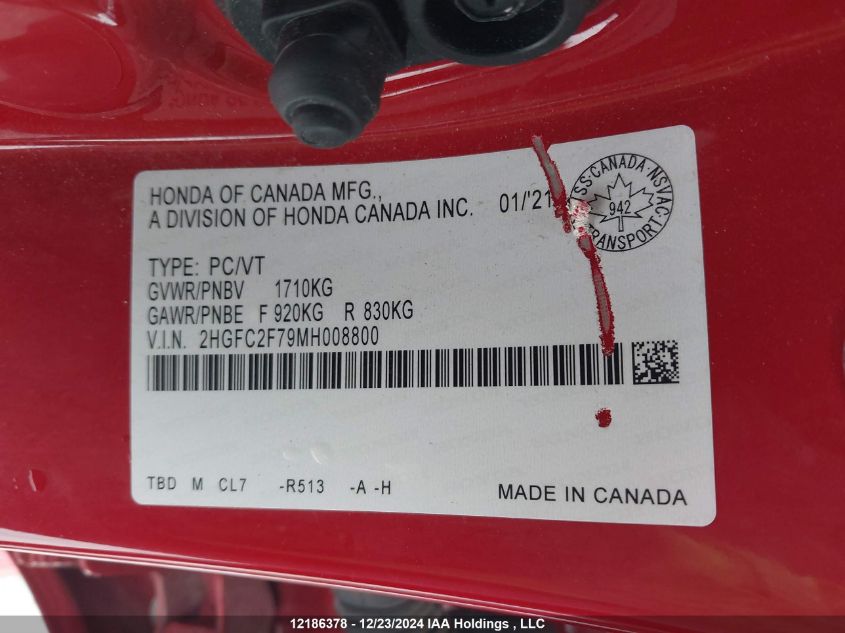 HONDA OF CANADA MFG.,
A DIVISION OF HONDA CANADA INC. 01/'21
TYPE: PC/VT
GVWR/PNBV 1710KG
GAWR/PNBE F 920KG R 830KG
V.I.N. 2HGFC2F79MH008800
TBD M CL7 -R513 -A -H
MADE IN CANADA
CANADA
NSVAC
942
TRANSPORT
12186378 - 12/23/2024 IAA Holdings , LLC